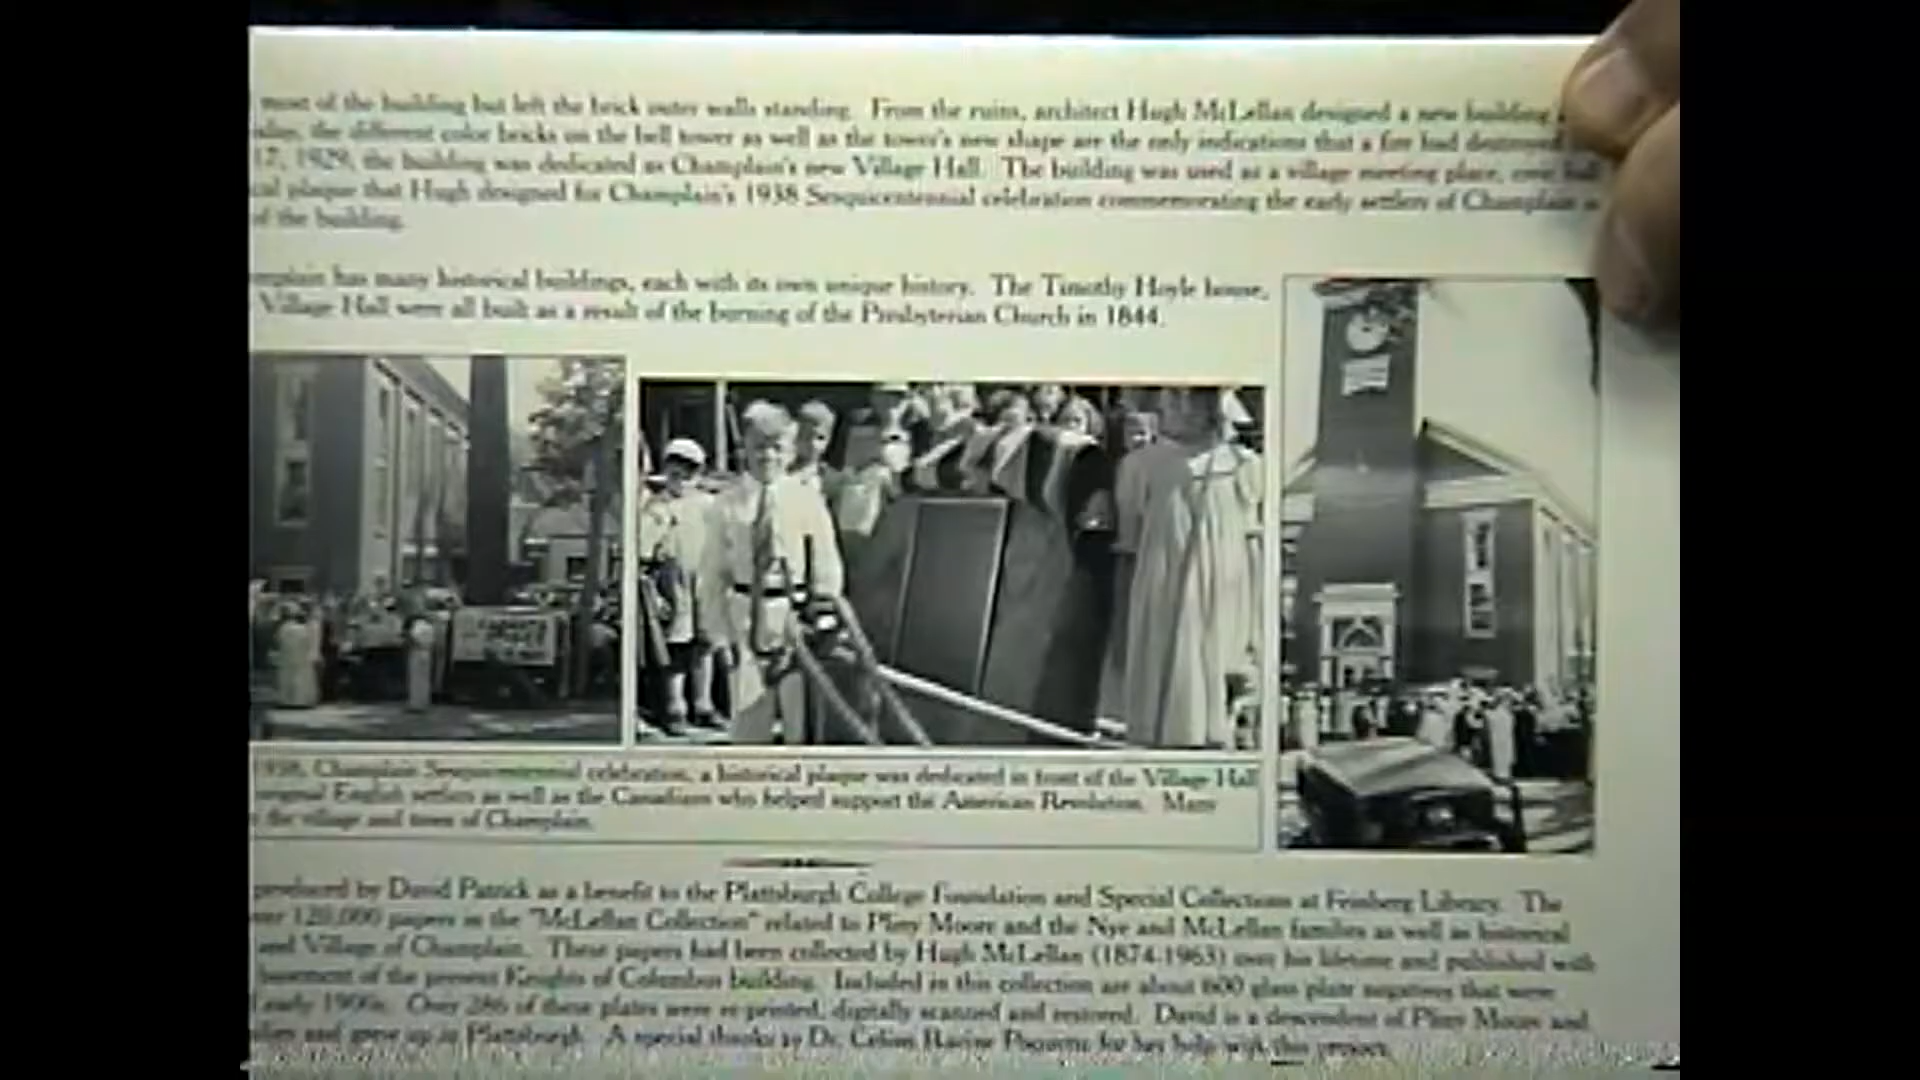 most of the building but left the brick outer walls standing. From the ruins, architect Hugh McLellan designed a new building
the different color bricks on the bell tower as well as the tower's new shape are the only indications that a fire had destroyed
17, 1929, the building was dedicated as Champlain's new Village Hall. The building was used as a village meeting place,
cal plaque that Hugh designed for Champlain's 1938 Sesquicentennial celebration commemorating the early settlers of Champlain is
of the building.
mplain has many historical buildings, each with its own unique history. The Timothy Hoyle house,
Village Hall were all built as a result of the burning of the Presbyterian Church in 1844.
1938, Champlain Sesquicentennial celebration, a historical plaque was dedicated in front of the Village Hall
original English settlers as well as the Canadians who helped support the American Revolution. Many
the village and town of Champlain.
produced by David Patrick as a benefit to the Plattsburgh College Foundation and Special Collections at Feinberg Library. The
over 120,000 papers in the "McLellan Collection" related to Pliny Moore and the Nye and McLellan families as well as historical
and Village of Champlain. These papers had been collected by Hugh McLellan (1874-1963) over his lifetime and published with
basement of the present Knights of Columbus building. Included in this collection are about 600 glass plate negatives that were
early 1900s. Over 286 of these plates were re-printed, digitally scanned and restored. David is a descendent of Pliny Moore and
and grew up in Plattsburgh. A special thanks to Dr. Celine Racine Paquette for her help with this project.